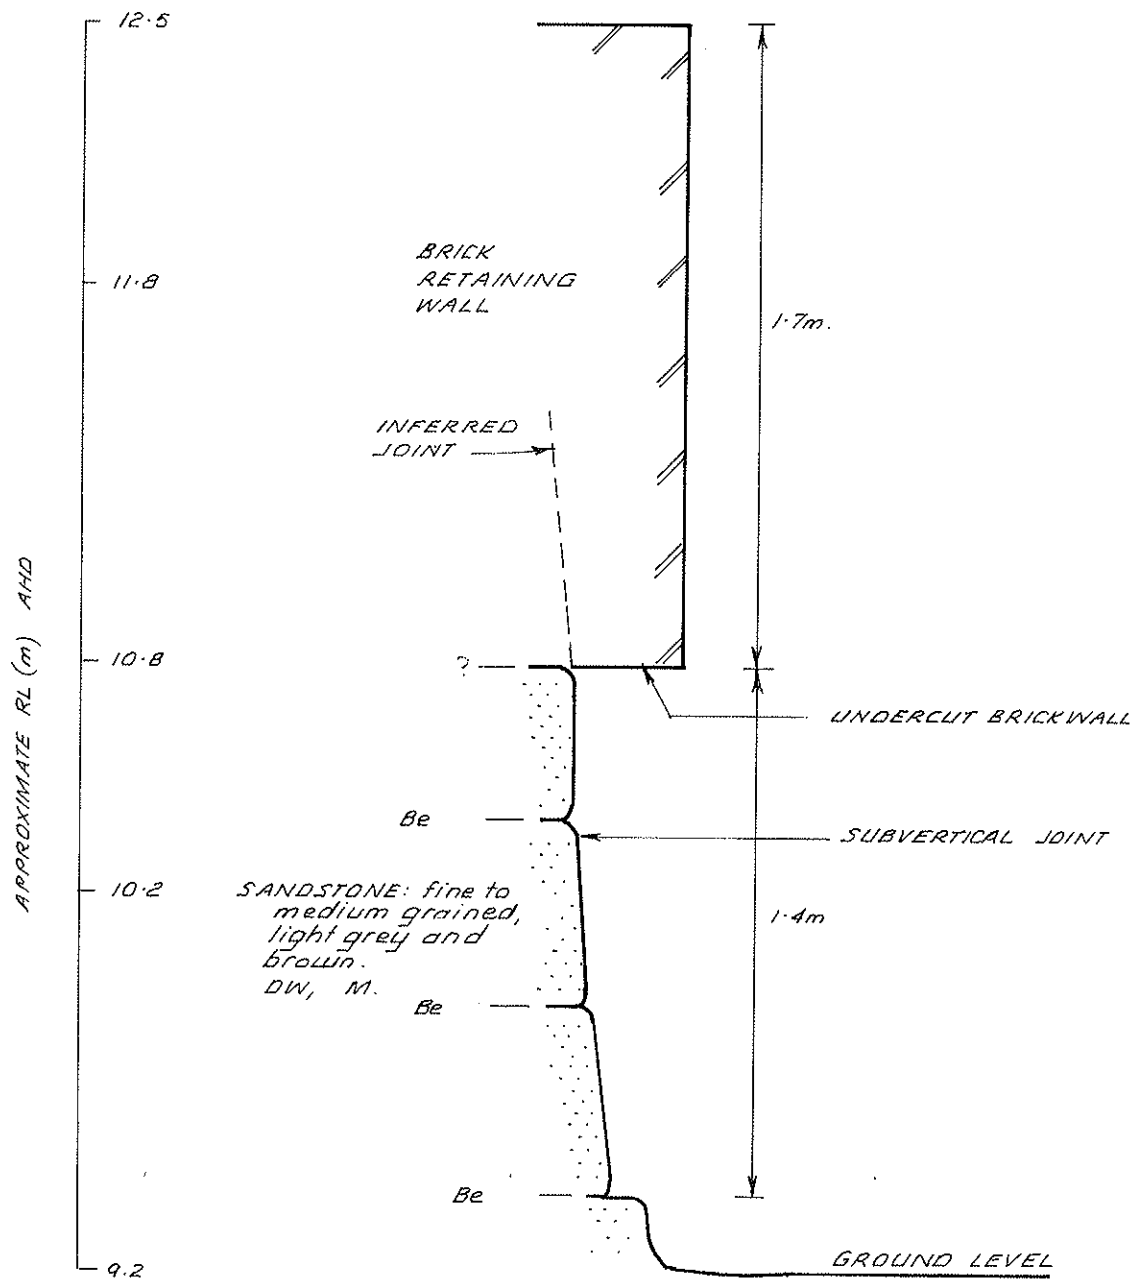 12.5
BRICK
RETAINING
WALL
11.8
1.7m.
INFERRED
JOINT
APPROXIMATE RL (m) AHD
10.8
?
UNDERCUT BRICKWALL
Be
SUBVERTICAL JOINT
10.2
SANDSTONE: fine to
medium grained,
light grey and
brown.
DW, M.
1.4m
Be
Be
GROUND LEVEL
9.2